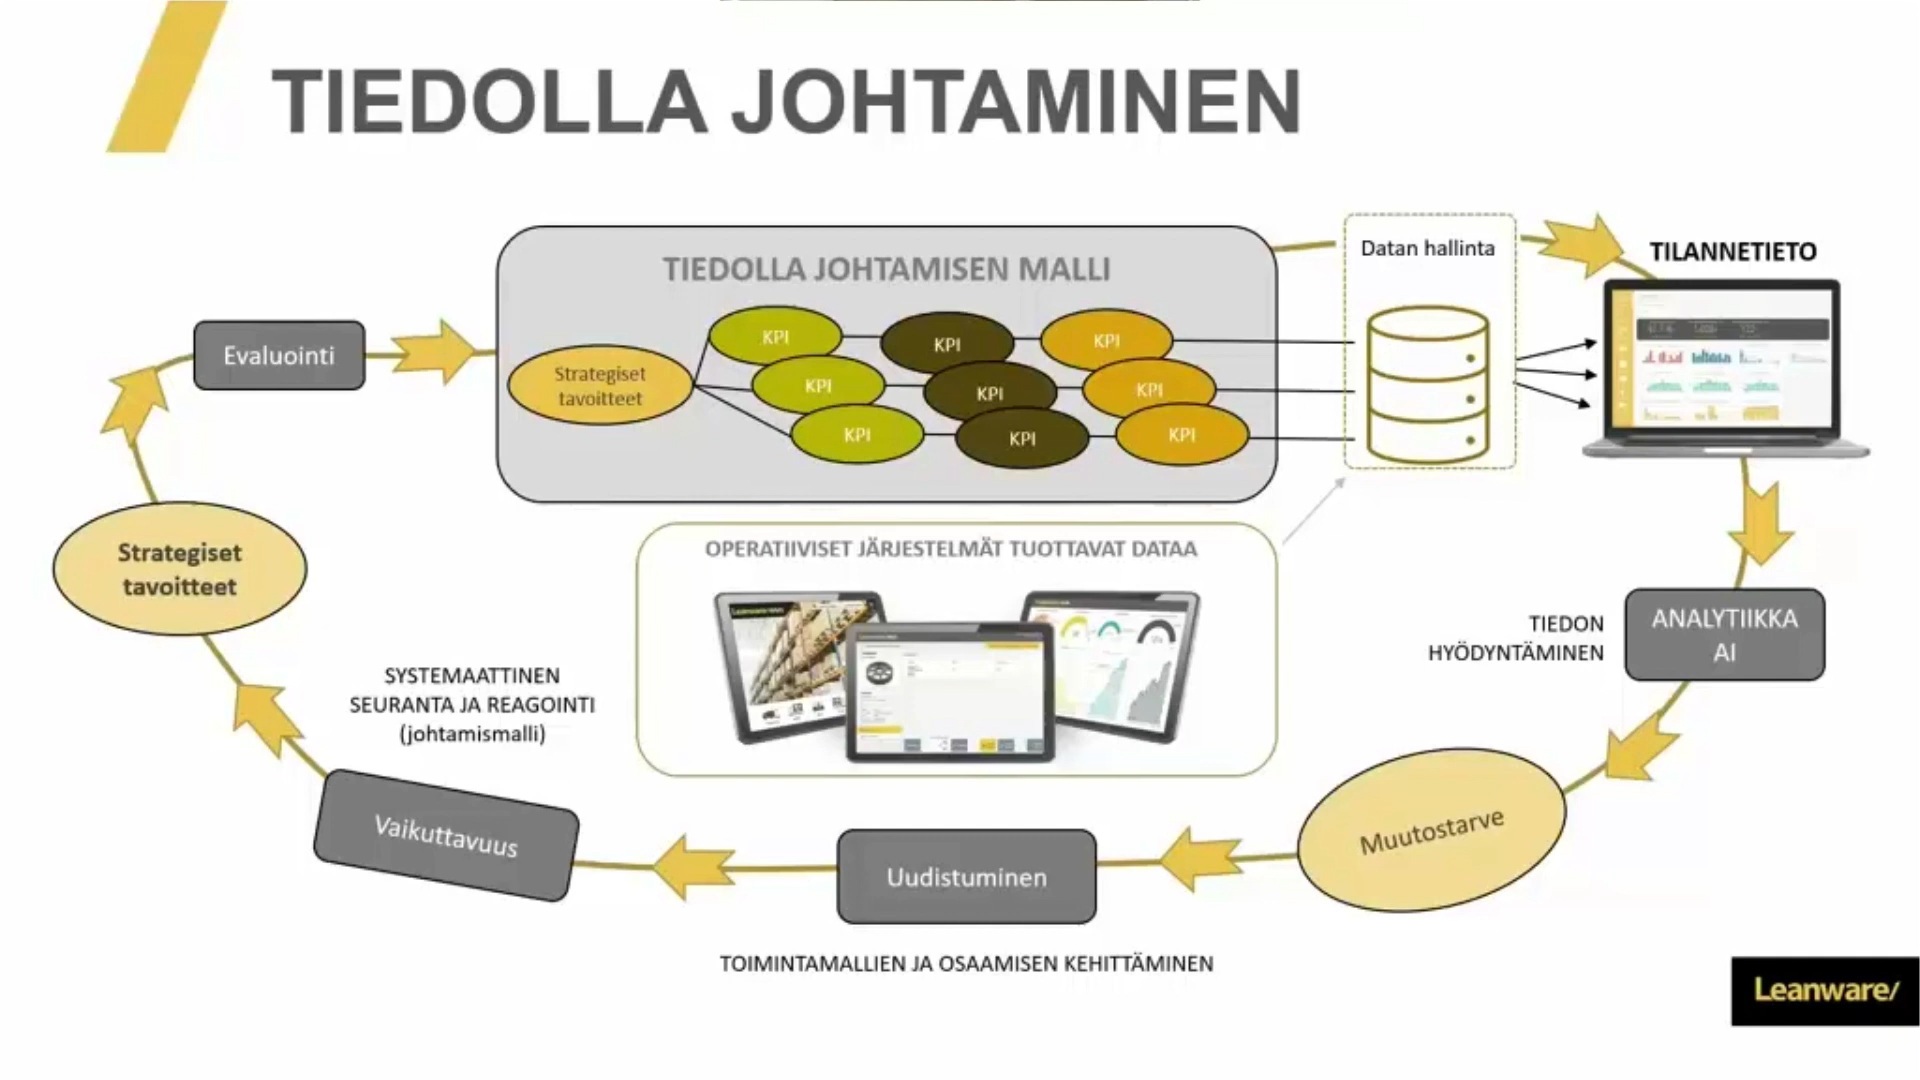 TIEDOLLA JOHTAMINEN
TIEDOLLA JOHTAMISEN MALLI
Datan hallinta
TILANNETIETO
Evaluointi
Strategiset
tavoitteet
KPI
KPI
KPI
KPI
KPI
KPI
KPI
KPI
KPI
Strategiset
tavoitteet
OPERATIIVISET JÄRJESTELMÄT TUOTTAVAT DATAA
TIEDON
HYÖDYNTÄMINEN
ANALYTIIKKA
AI
SYSTEMAATTINEN
SEURANTA JA REAGOINTI
(johtamismalli)
Vaikuttavuus
Uudistuminen
Muutostarve
TOIMINTAMALLIEN JA OSAAMISEN KEHITTÄMINEN
Leanware/